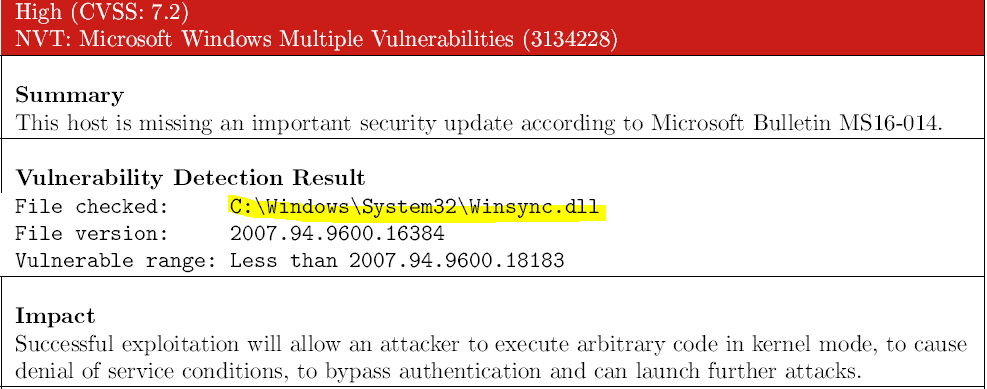 High (CVSS: 7.2)
NVT: Microsoft Windows Multiple Vulnerabilities (3134228)
Summary
This host is missing an important security update according to Microsoft Bulletin MS16-014.
Vulnerability Detection Result
File checked: C:\Windows\System32\Winsync.dll
File version: 2007.94.9600.16384
Vulnerable range: Less than 2007.94.9600.18183
Impact
Successful exploitation will allow an attacker to execute arbitrary code in kernel mode, to cause
denial of service conditions, to bypass authentication and can launch further attacks.